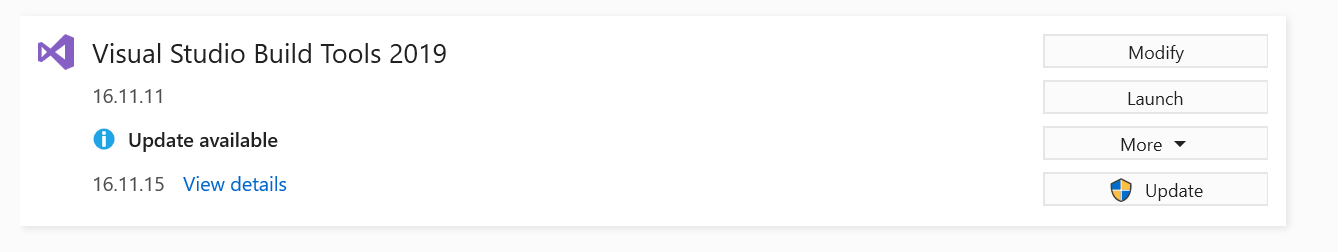 Visual Studio Build Tools 2019
16.11.11
Update available
16.11.15 View details
Modify
Launch
More
Update